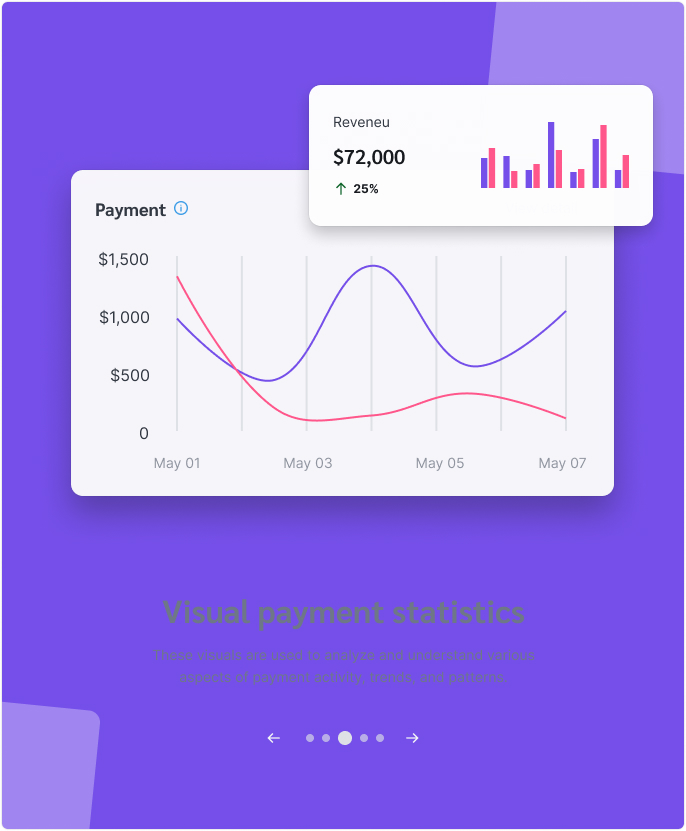 Reveneu
$72,000
25%
Payment
$1,500
$1,000
$500
0
May 01 May 03 May 05 May 07
Visual payment statistics
These visuals are used to analyze and understand various
aspects of payment activity, trends, and patterns.